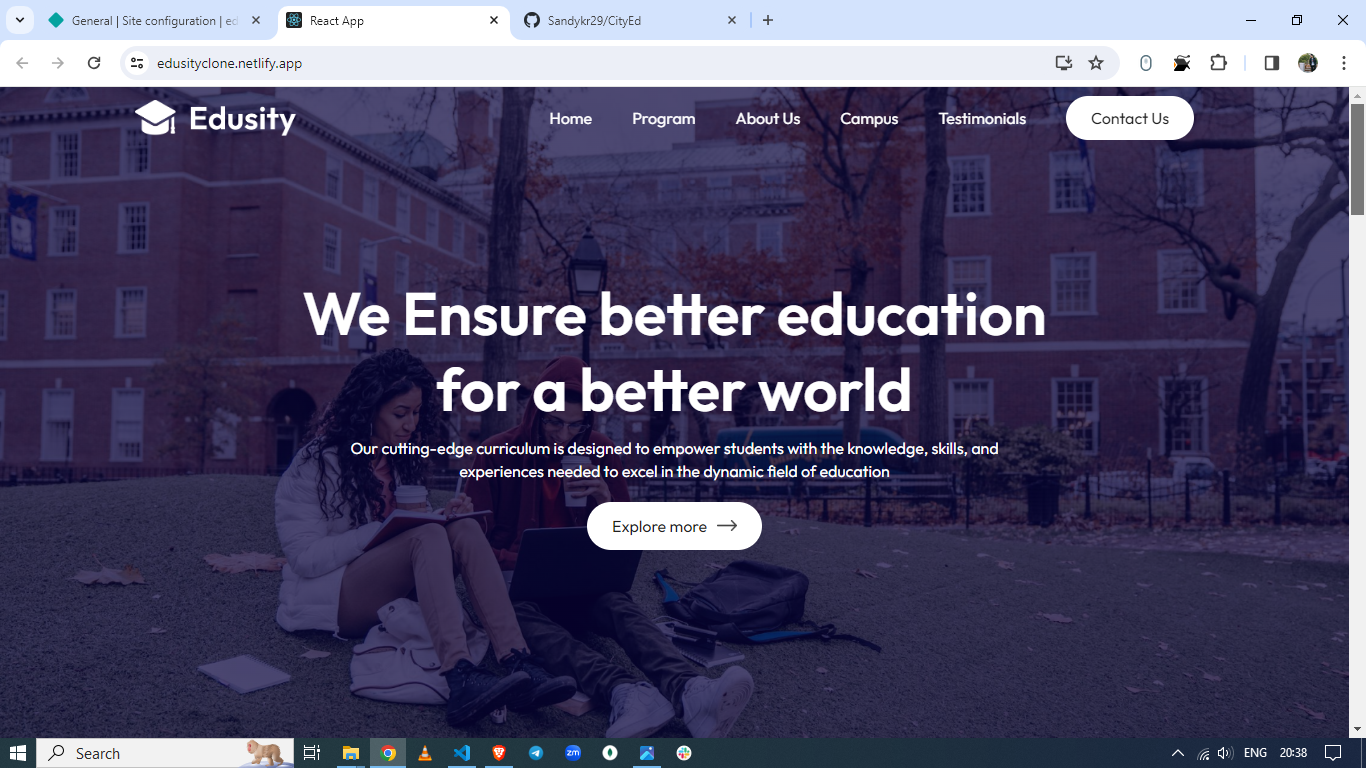 General | Site configuration | ed
React App
Sandykr29/CityEd
edusityclone.netlify.app
Edusity
Home
Program
About Us
Campus
Testimonials
Contact Us
We Ensure better education
for a better world
Our cutting-edge curriculum is designed to empower students with the knowledge, skills, and
experiences needed to excel in the dynamic field of education
Explore more
Search
zm
ENG
20:38